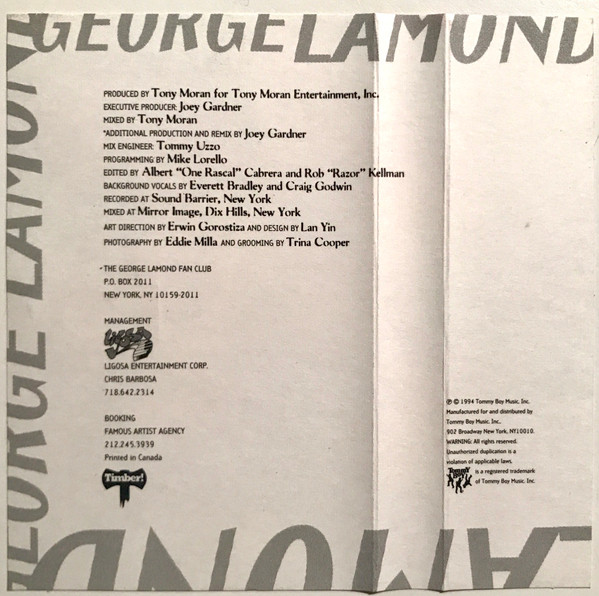 GEORGE LAMOND
GEORGE LAMOND
PRODUCED BY Tony Moran for Tony Moran Entertainment, Inc.
EXECUTIVE PRODUCER: Joey Gardner
MIXED BY Tony Moran
*ADDITIONAL PRODUCTION AND REMIX BY Joey Gardner
MIX ENGINEER: Tommy Uzzo
PROGRAMMING BY Mike Lorello
EDITED BY Albert "One Rascal" Cabrera and Rob "Razor" Kellman
BACKGROUND VOCALS BY Everett Bradley and Craig Godwin
RECORDED AT Sound Barrier, New York
MIXED AT Mirror Image, Dix Hills, New York
ART DIRECTION BY Erwin Gorostiza AND DESIGN BY Lan Yin
PHOTOGRAPHY BY Eddie Milla AND GROOMING BY Trina Cooper
THE GEORGE LAMOND FAN CLUB
P.O. BOX 2011
NEW YORK, NY 10159-2011
MANAGEMENT
LIGOSA
LIGOSA ENTERTAINMENT CORP.
CHRIS BARBOSA
718.642.2314
BOOKING
FAMOUS ARTIST AGENCY
212.245.3939
Printed in Canada
Timber!
℗ © 1994 Tommy Boy Music, Inc.
Manufactured for and distributed by
Tommy Boy Music, Inc.
902 Broadway New York, NY10010.
WARNING: All rights reserved.
Unauthorized duplication is a
violation of applicable laws.
Tommy Boy is a registered trademark
of Tommy Boy Music, Inc.
LAMOND